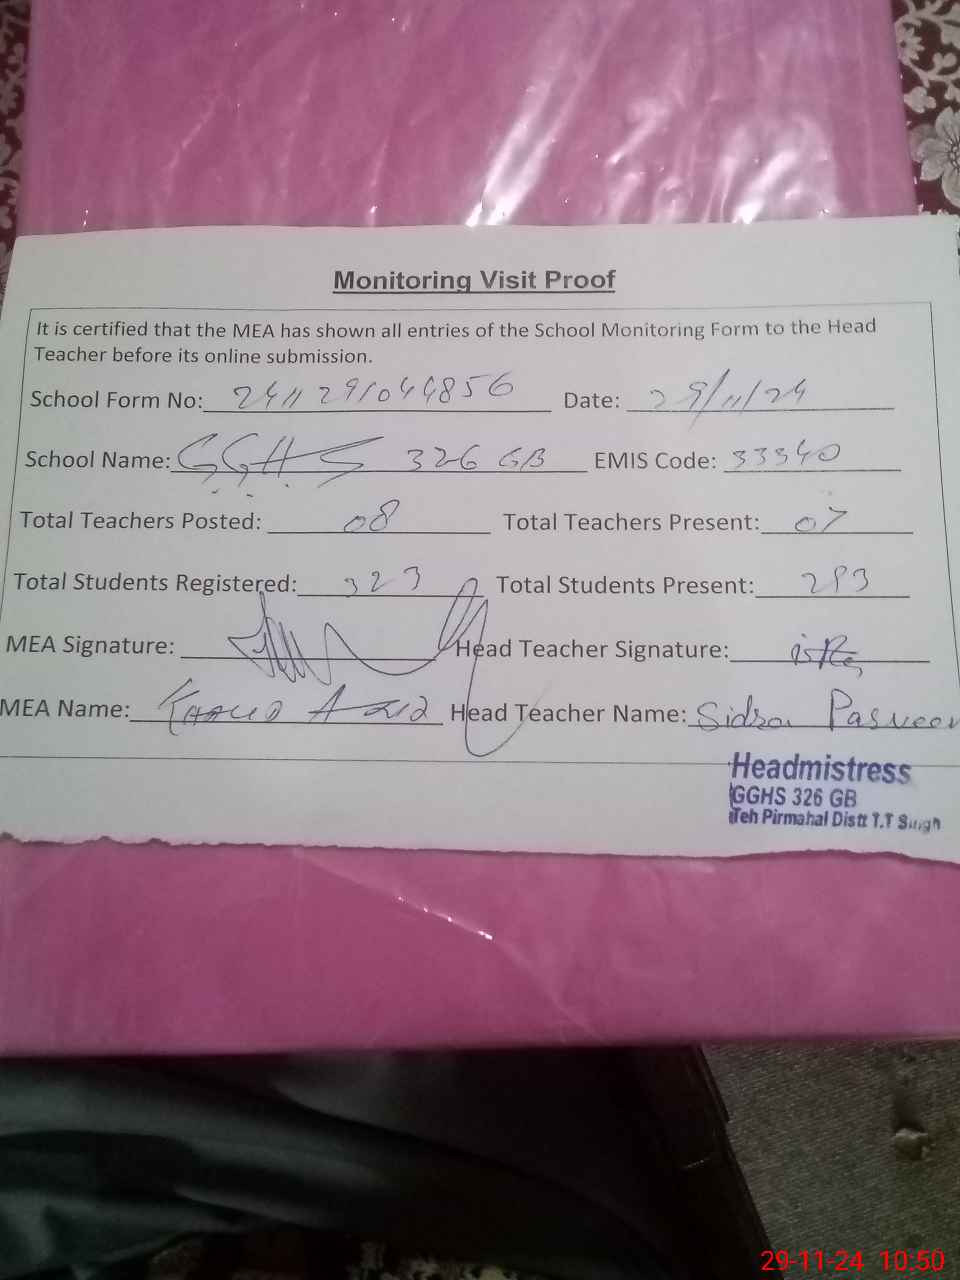 Monitoring Visit Proof
It is certified that the MEA has shown all entries of the School Monitoring Form to the Head
Teacher before its online submission.
School Form No: 241129104856 Date: 29/11/24
School Name: GGHS 326 GB EMIS Code: 33340
Total Teachers Posted: 08 Total Teachers Present: 07
Total Students Registered: 323 Total Students Present: 293
MEA Signature: Head Teacher Signature:
MEA Name: Khalid Aziz Head Teacher Name: Sidra Parveen
Headmistress
GGHS 326 GB
Teh Pirmahal Distt T.T Singh
29-11-24 10:50